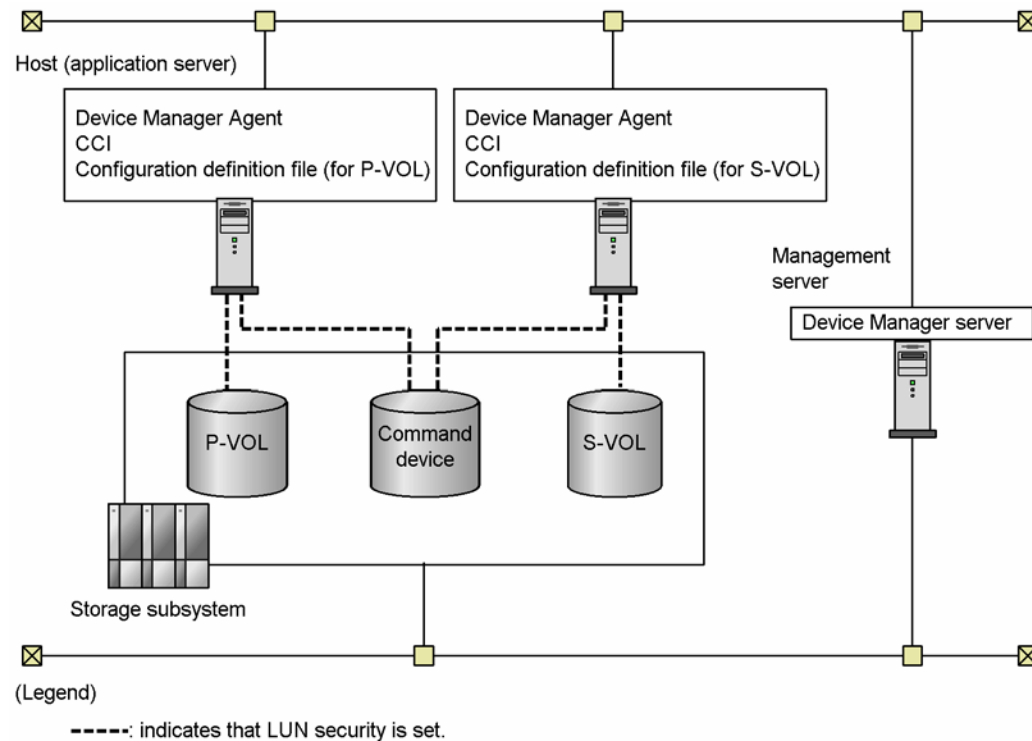 Host (application server)
Device Manager Agent
CCI
Configuration definition file (for P-VOL)
Device Manager Agent
CCI
Configuration definition file (for S-VOL)
Management
server
Device Manager server
P-VOL
Command
device
S-VOL
Storage subsystem
(Legend)
: indicates that LUN security is set.